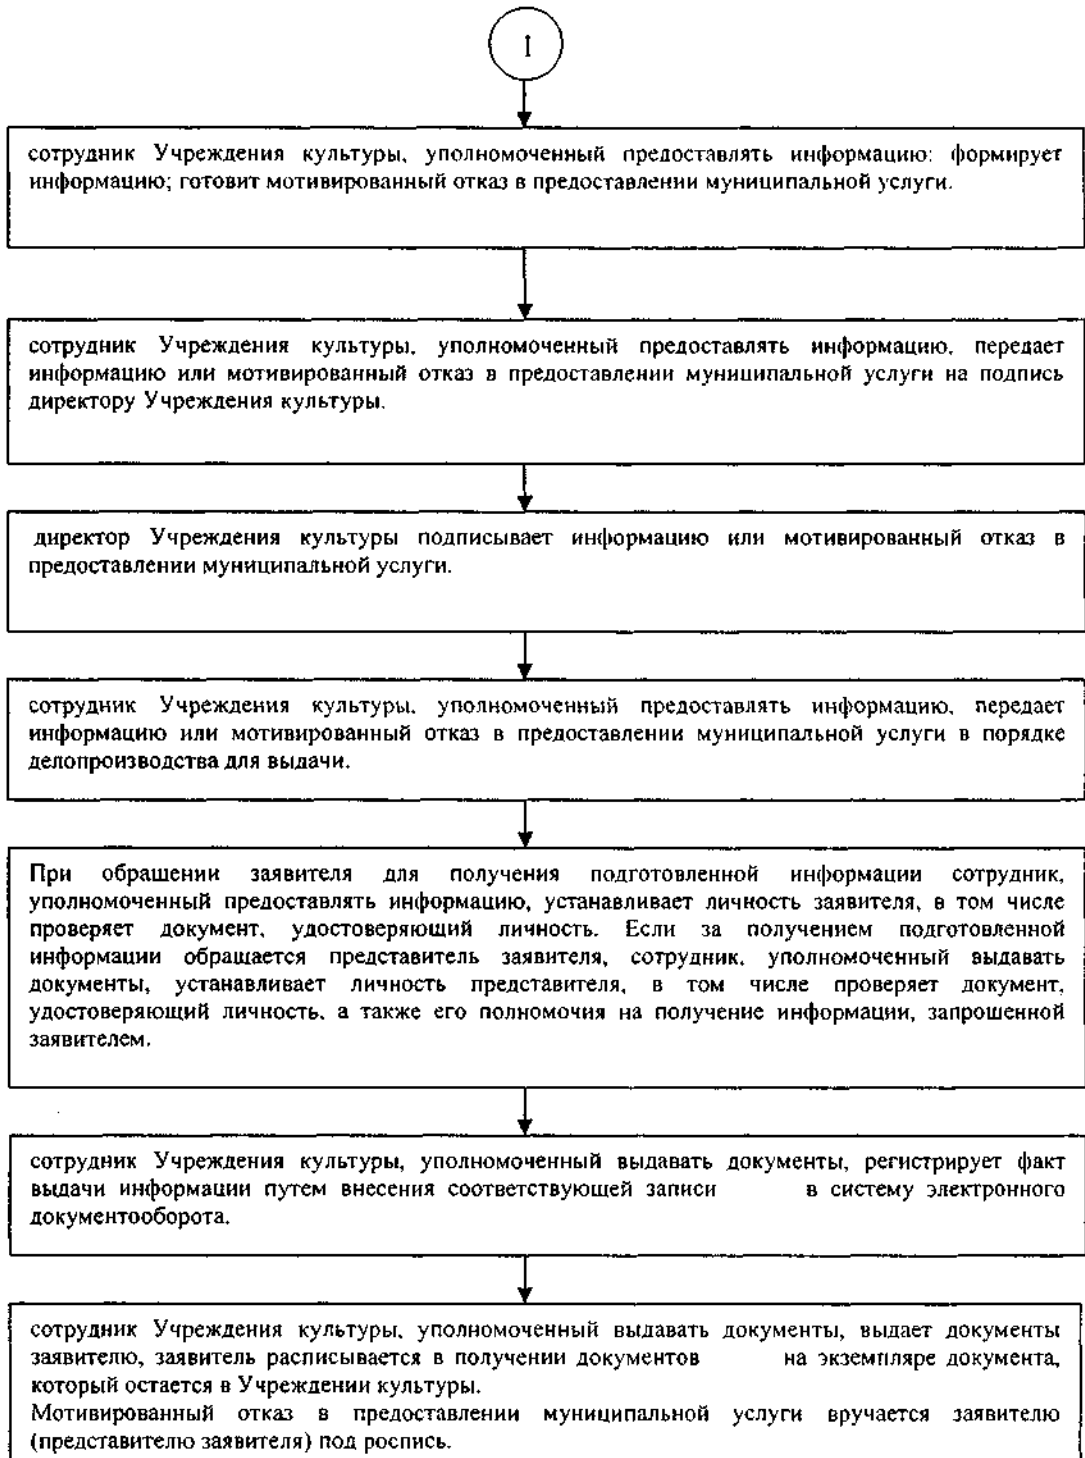 1
сотрудник Учреждения культуры, уполномоченный предоставлять информацию: формирует
информацию; готовит мотивированный отказ в предоставлении муниципальной услуги.
сотрудник Учреждения культуры, уполномоченный предоставлять информацию, передает
информацию или мотивированный отказ в предоставлении муниципальной услуги на подпись
директору Учреждения культуры.
директор Учреждения культуры подписывает информацию или мотивированный отказ в
предоставлении муниципальной услуги.
сотрудник Учреждения культуры, уполномоченный предоставлять информацию, передает
информацию или мотивированный отказ в предоставлении муниципальной услуги в порядке
делопроизводства для выдачи.
При обращении заявителя для получения подготовленной информации сотрудник,
уполномоченный предоставлять информацию, устанавливает личность заявителя, в том числе
проверяет документ, удостоверяющий личность. Если за получением подготовленной
информации обращается представитель заявителя, сотрудник, уполномоченный выдавать
документы, устанавливает личность представителя, в том числе проверяет документ,
удостоверяющий личность, а также его полномочия на получение информации, запрошенной
заявителем.
сотрудник Учреждения культуры, уполномоченный выдавать документы, регистрирует факт
выдачи информации путем внесения соответствующей записи в систему электронного
документооборота.
сотрудник Учреждения культуры, уполномоченный выдавать документы, выдает документы
заявителю, заявитель расписывается в получении документов на экземпляре документа,
который остается в Учреждении культуры.
Мотивированный отказ в предоставлении муниципальной услуги вручается заявителю
(представителю заявителя) под роспись.